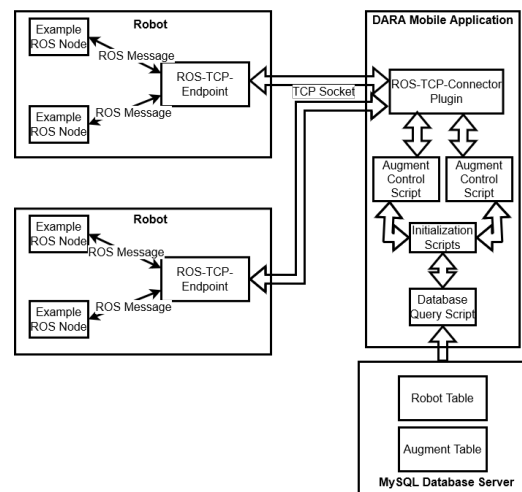 Robot
Example
ROS Node
ROS Message
ROS-TCP-
Endpoint
Example
ROS Node
ROS Message
TCP Socket
Robot
Example
ROS Node
ROS Message
ROS-TCP-
Endpoint
Example
ROS Node
ROS Message
DARA Mobile Application
ROS-TCP-Connector
Plugin
Augment
Control
Script
Augment
Control
Script
Initialization
Scripts
Database
Query Script
Robot Table
Augment Table
MySQL Database Server